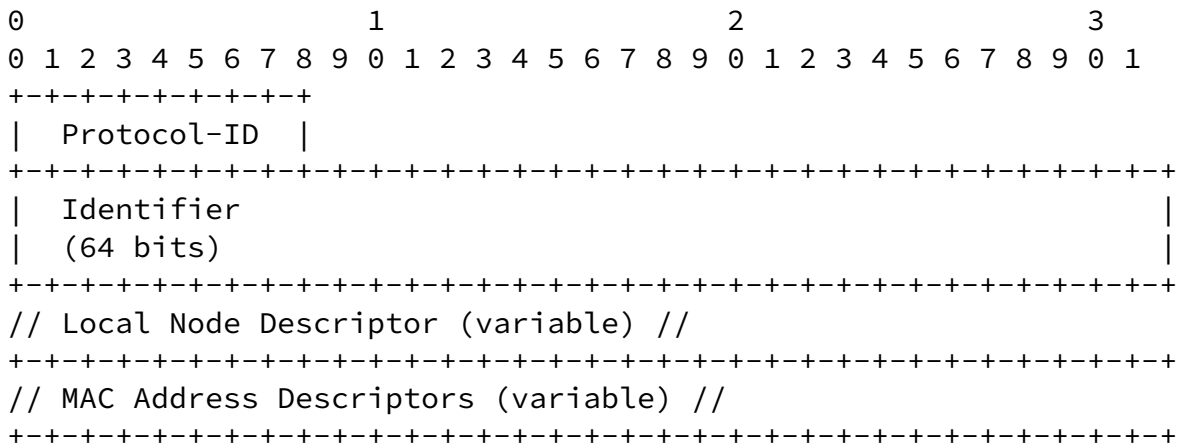 0                   1                   2                   3
0 1 2 3 4 5 6 7 8 9 0 1 2 3 4 5 6 7 8 9 0 1 2 3 4 5 6 7 8 9 0 1
+-+-+-+-+-+-+-+-+
|  Protocol-ID  |
+-+-+-+-+-+-+-+-+-+-+-+-+-+-+-+-+-+-+-+-+-+-+-+-+-+-+-+-+-+-+-+-+
|  Identifier                                                   |
|  (64 bits)                                                    |
+-+-+-+-+-+-+-+-+-+-+-+-+-+-+-+-+-+-+-+-+-+-+-+-+-+-+-+-+-+-+-+-+
// Local Node Descriptor (variable) //
+-+-+-+-+-+-+-+-+-+-+-+-+-+-+-+-+-+-+-+-+-+-+-+-+-+-+-+-+-+-+-+-+
// MAC Address Descriptors (variable) //
+-+-+-+-+-+-+-+-+-+-+-+-+-+-+-+-+-+-+-+-+-+-+-+-+-+-+-+-+-+-+-+-+